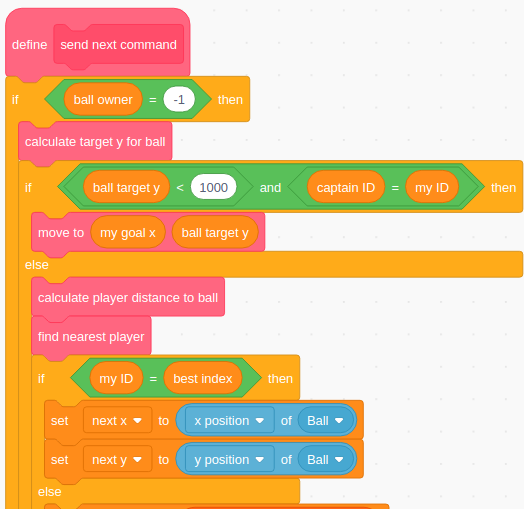 define send next command
if ball owner = -1 then
calculate target y for ball
if ball target y < 1000 and captain ID = my ID then
move to my goal x ball target y
else
calculate player distance to ball
find nearest player
if my ID = best index then
set next x to x position of Ball
set next y to y position of Ball
else